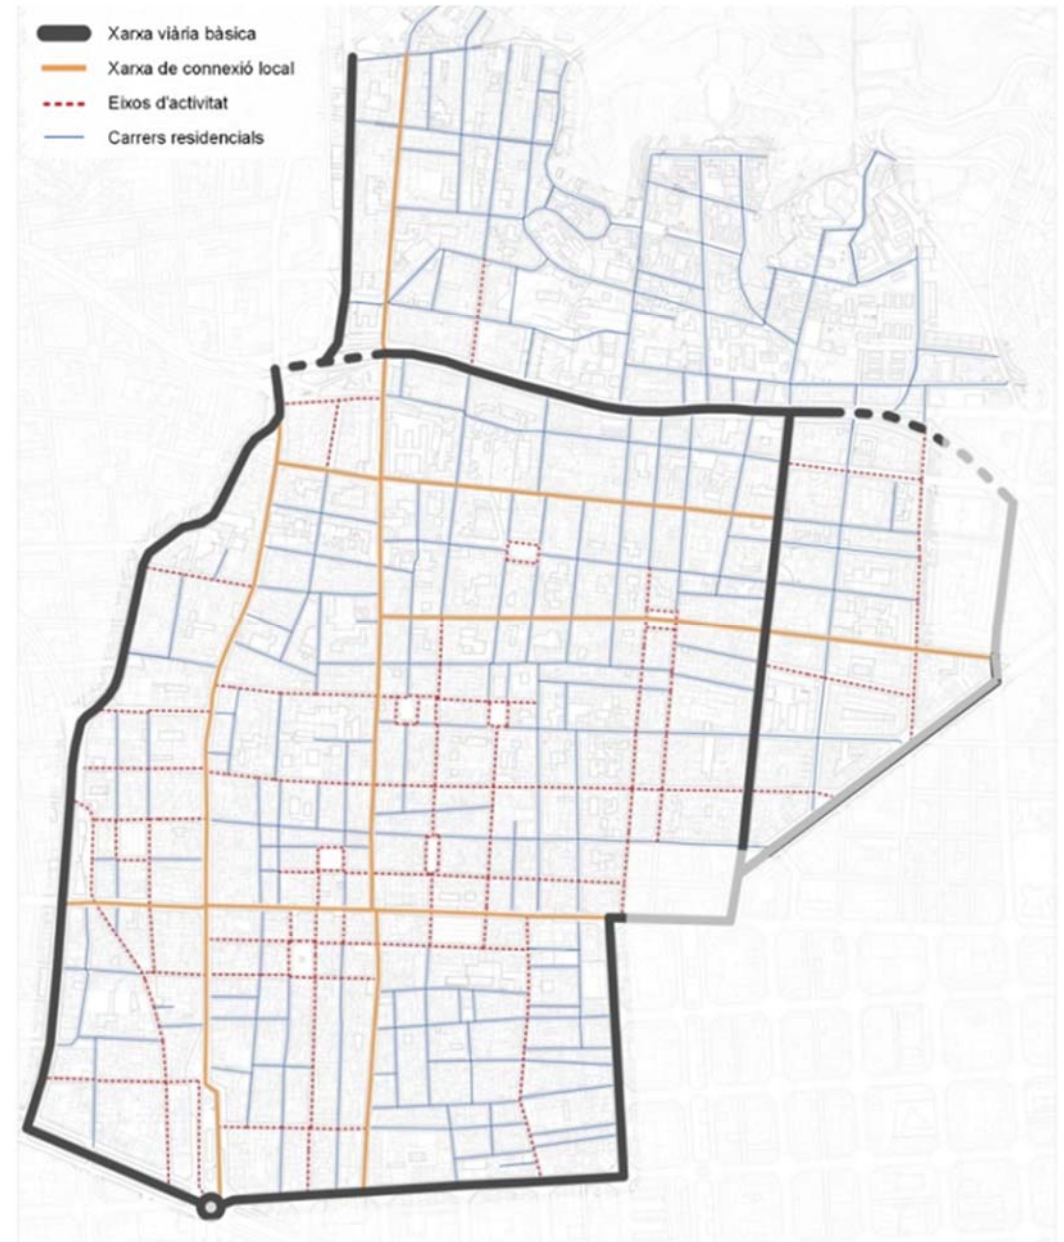 Xarxa viària bàsica
Xarxa de connexió local
Eixos d'activitat
Carrers residencials